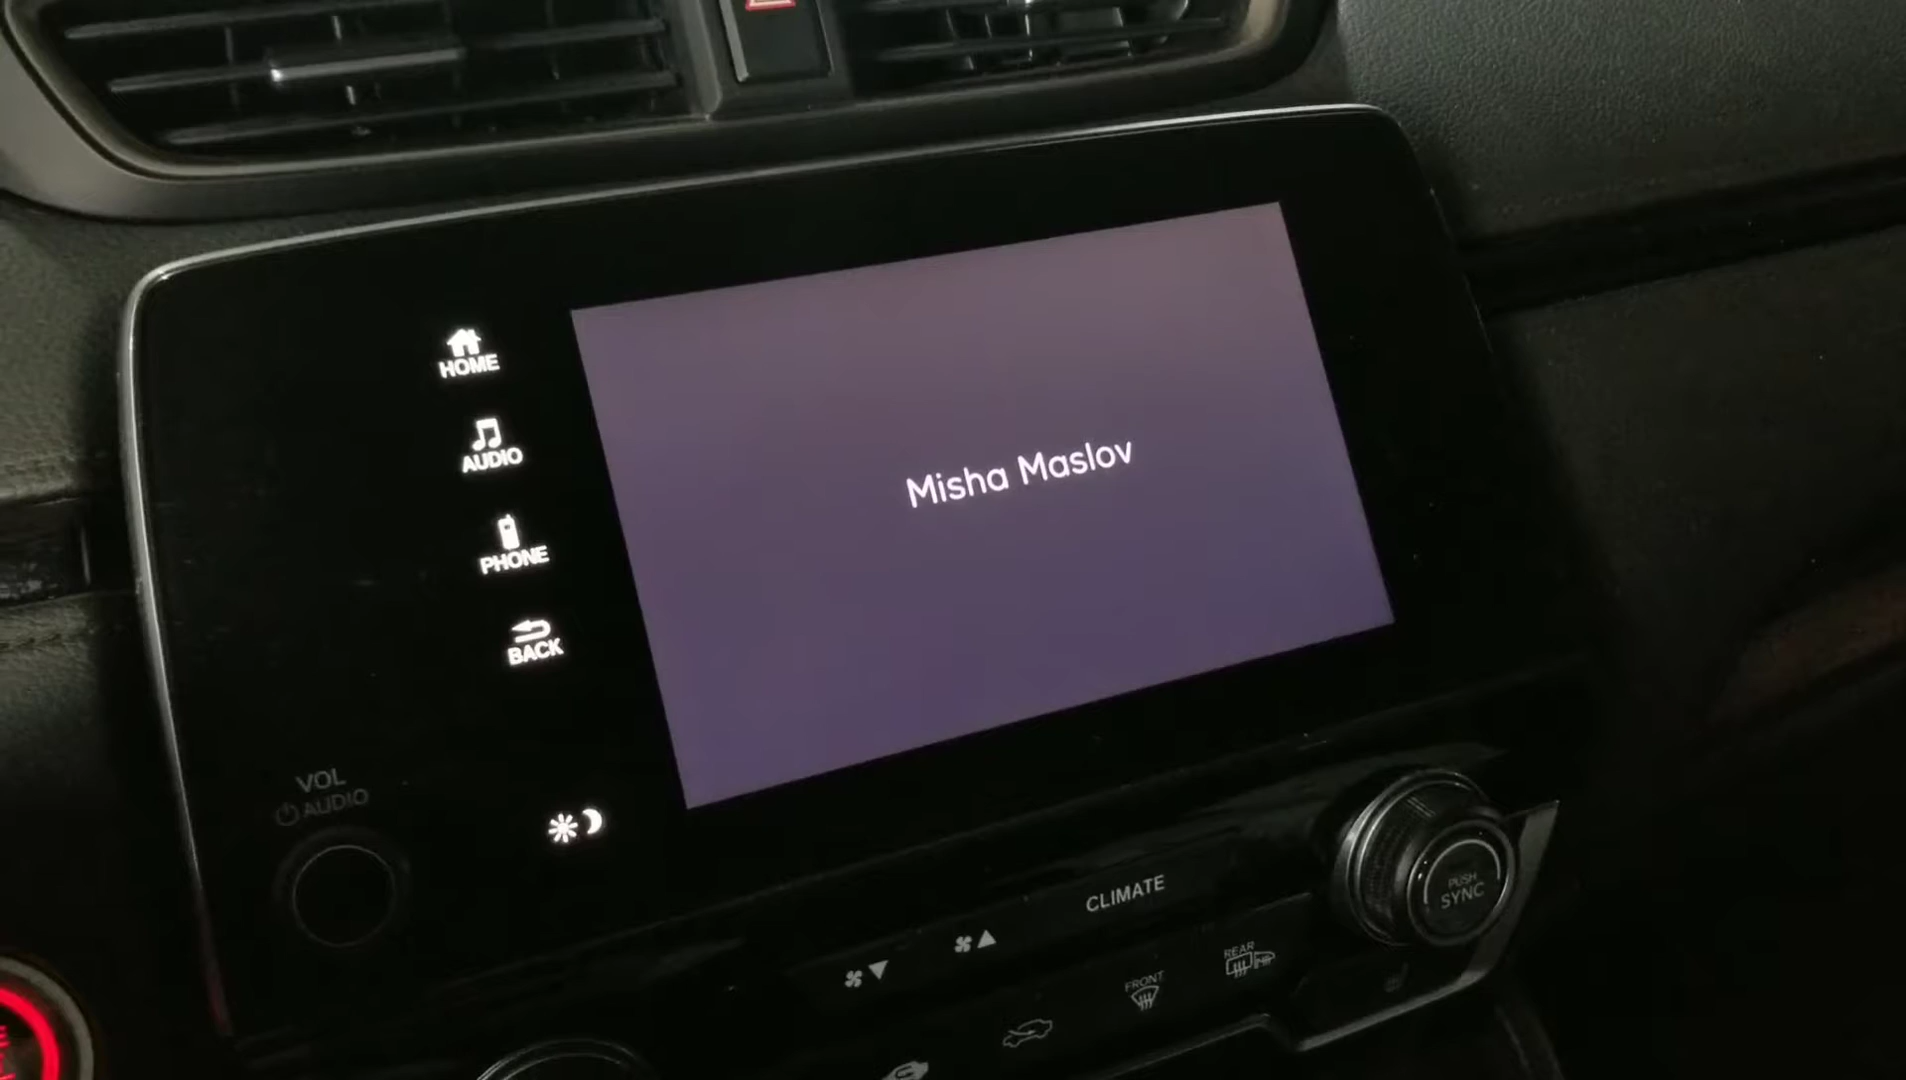 HOME
AUDIO
PHONE
BACK
Misha Maslov
VOL
AUDIO
CLIMATE
PUSH
SYNC
FRONT
REAR